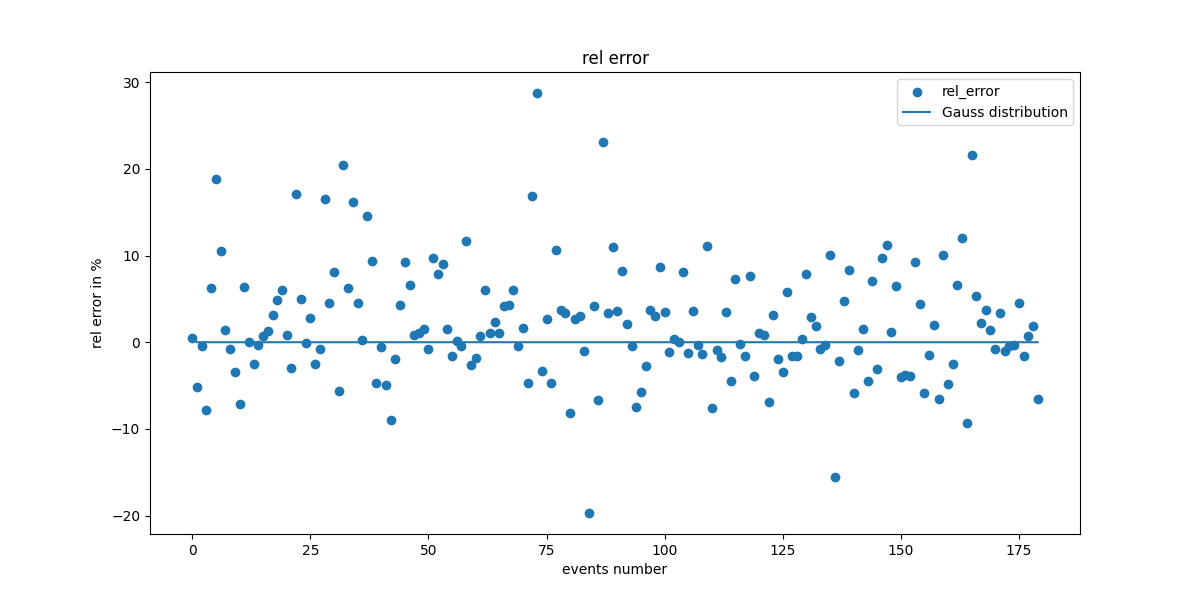 rel error
rel_error
Gauss distribution
rel error in %
30
20
10
0
−10
−20
0
25
50
75
100
125
150
175
events number